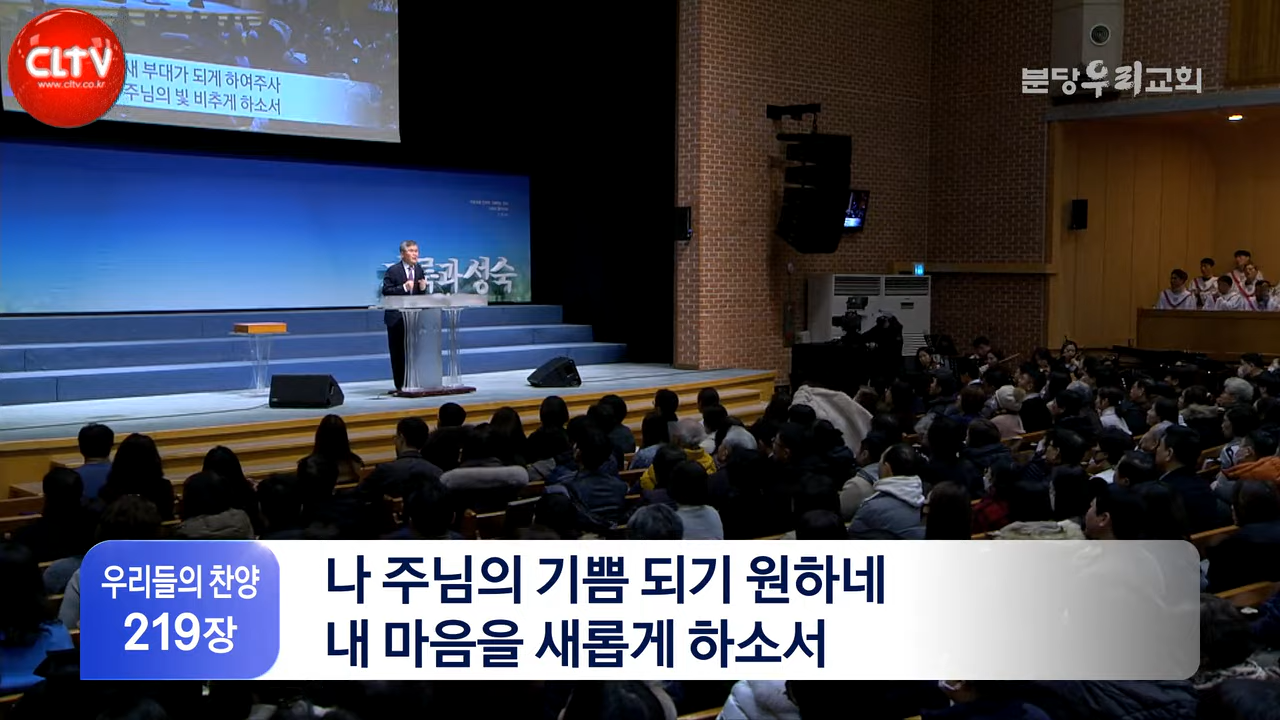 CLTV
www.cltv.co.kr
새 부대가 되게 하여주사
주님의 빛 비추게 하소서
분당우리교회
과 성숙
우리들의 찬양
219장
나 주님의 기쁨 되기 원하네
내 마음을 새롭게 하소서